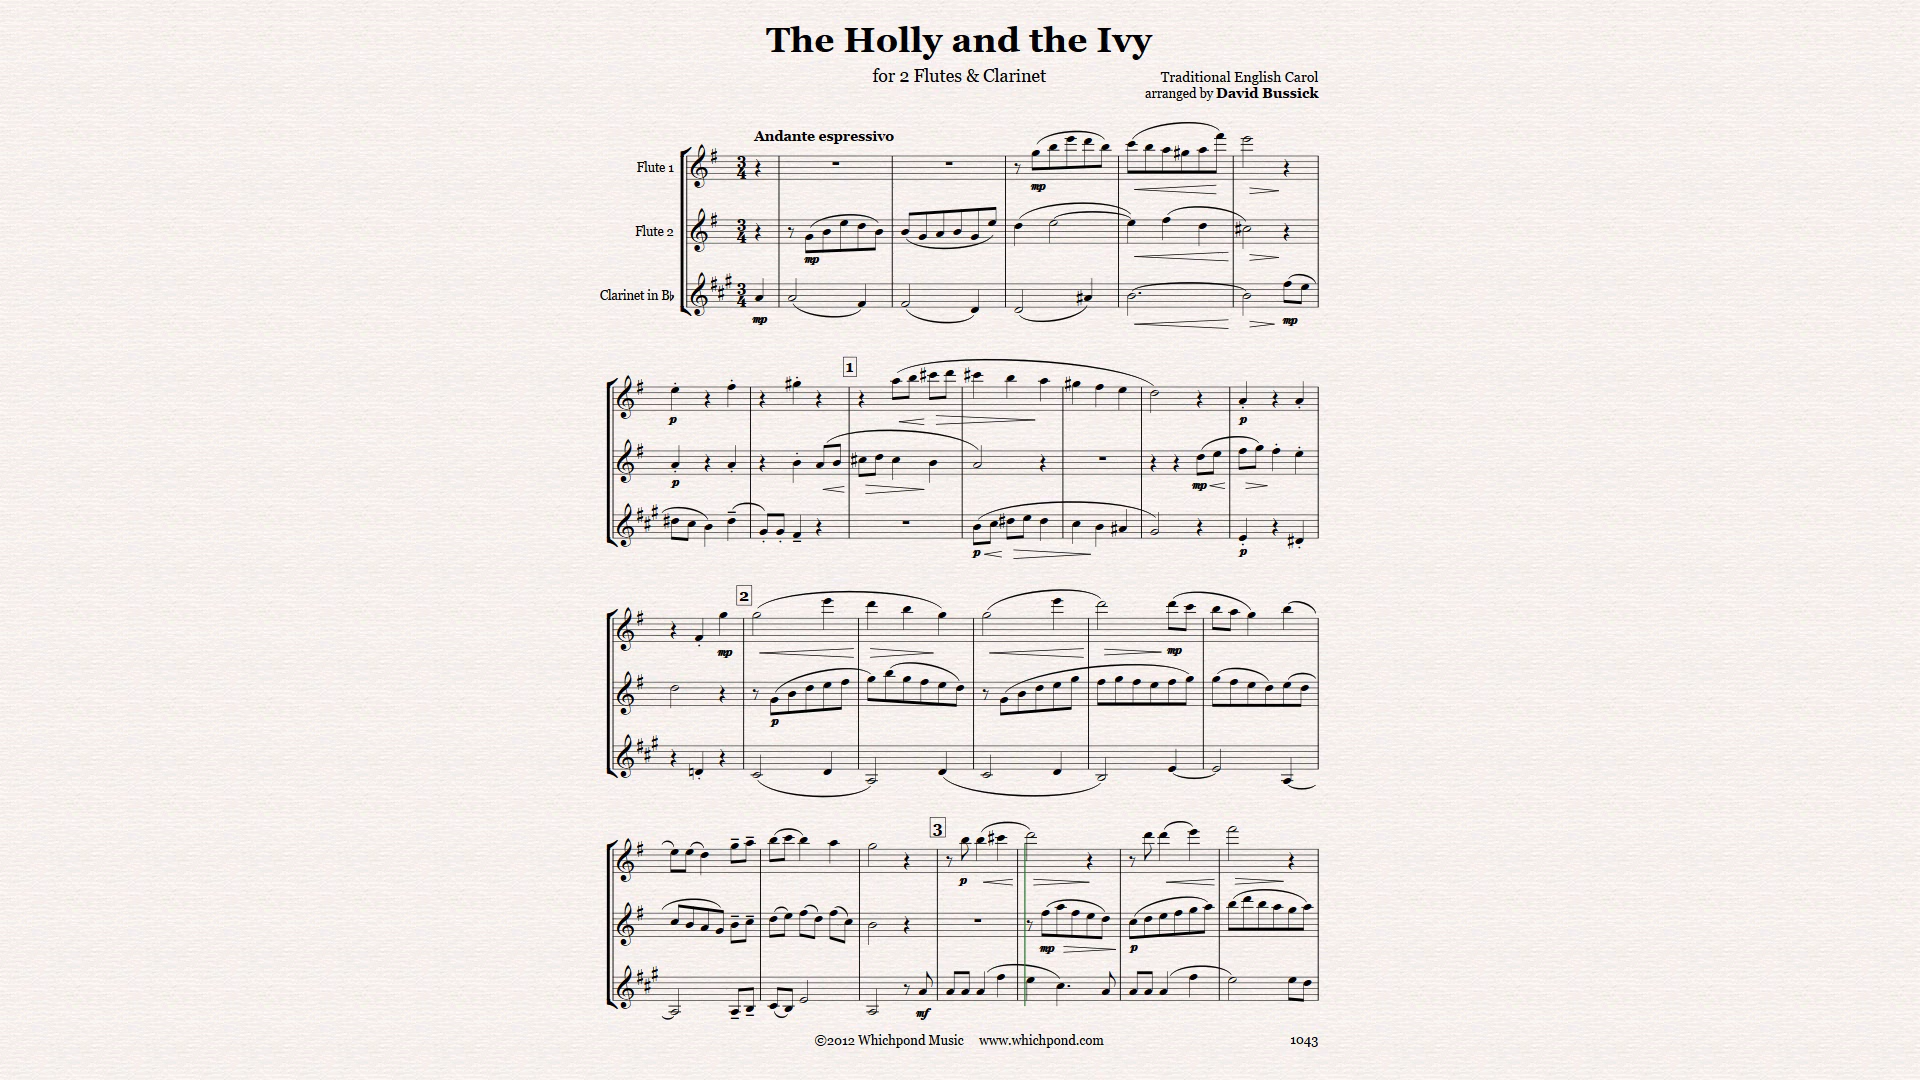 The Holly and the Ivy
for 2 Flutes & Clarinet
Traditional English Carol
arranged by David Bussick
Andante espressivo
Flute 1
mp
Flute 2
mp
Clarinet in B♭
mp
mp
1
p
p
p
mp
p
p
2
mp
mp
p
3
p
mp
p
mf
©2012 Whichpond Music www.whichpond.com
1043